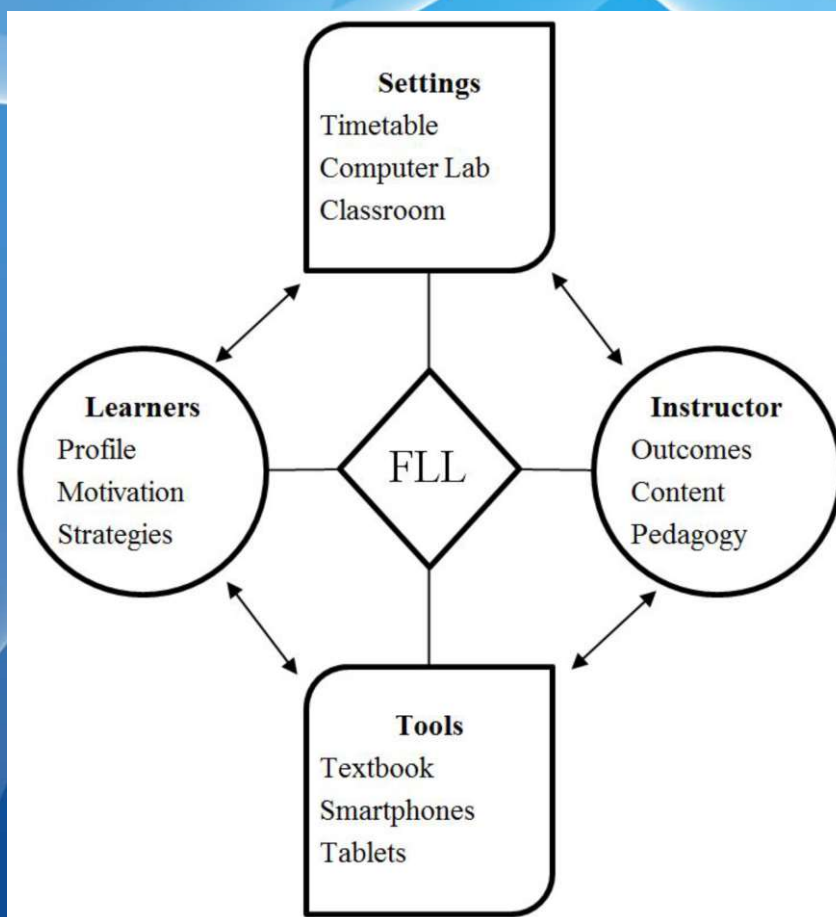 Settings
Timetable
Computer Lab
Classroom
Learners
Profile
Motivation
Strategies
FLL
Instructor
Outcomes
Content
Pedagogy
Tools
Textbook
Smartphones
Tablets